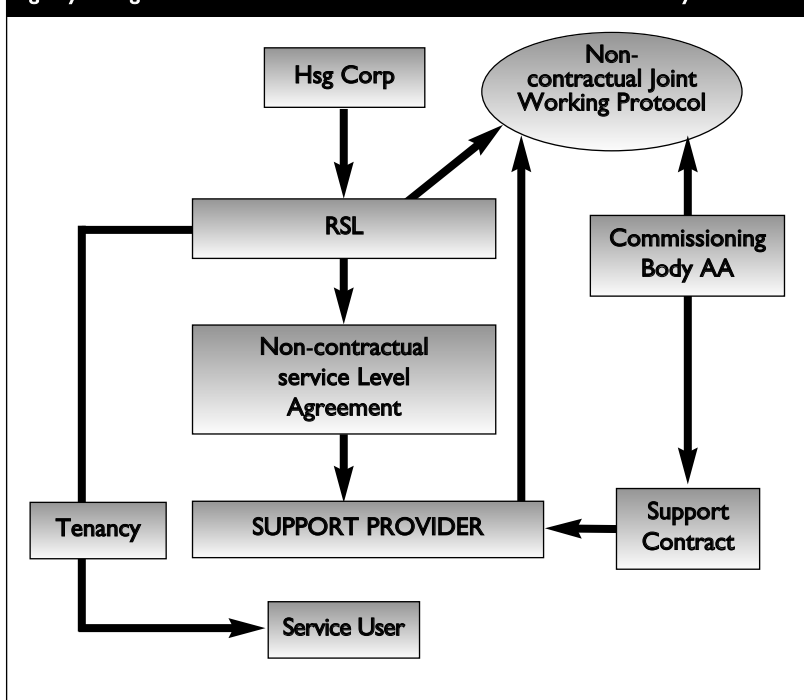 Hsg Corp
Non-
contractual Joint
Working Protocol
RSL
Commissioning
Body AA
Non-contractual
service Level
Agreement
Tenancy
SUPPORT PROVIDER
Support
Contract
Service User